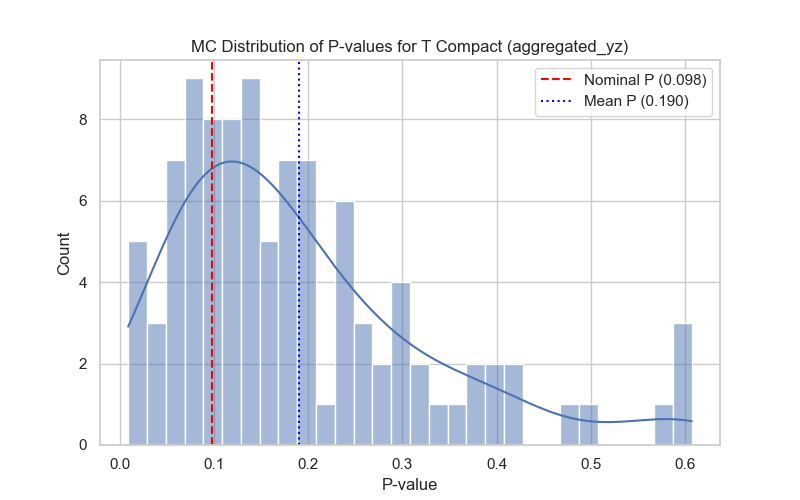 MC Distribution of P-values for T Compact (aggregated_yz)
Nominal P (0.098)
Mean P (0.190)
Count
8
6
4
2
0
0.0 0.1 0.2 0.3 0.4 0.5 0.6
P-value